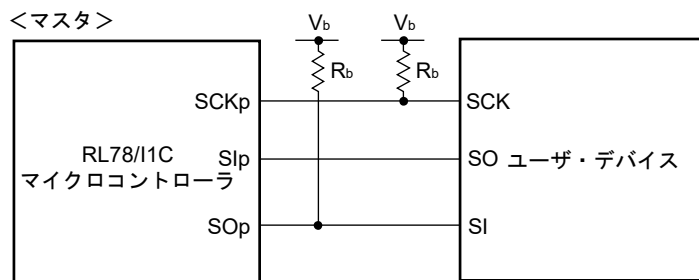 ＜マスタ＞
Vb
Vb
Rb
Rb
SCKp
SCK
RL78/I1C
マイクロコントローラ
SIp
SO
ユーザ・デバイス
SOp
SI